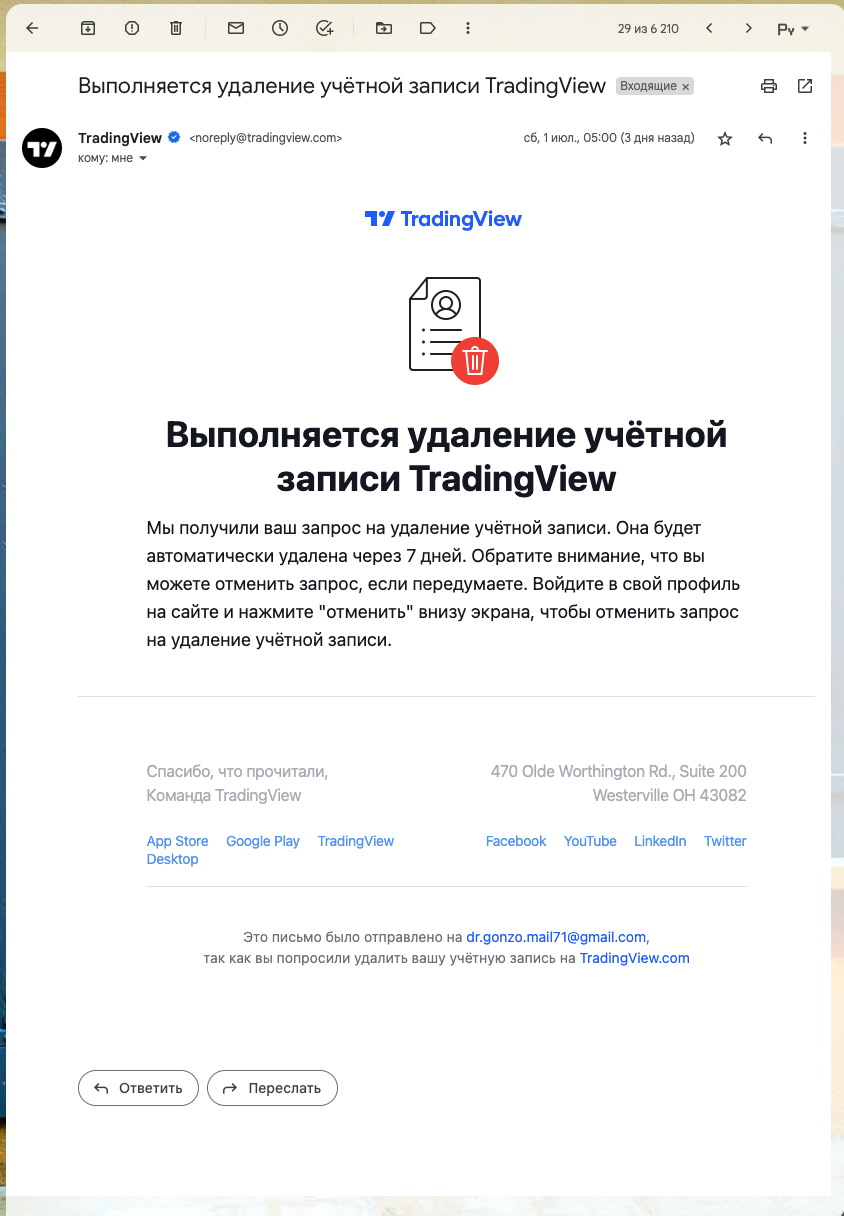 29 из 6 210
Ру
Выполняется удаление учётной записи TradingView
Входящие ×
TradingView <noreply@tradingview.com>
сб, 1 июл., 05:00 (3 дня назад)
кому: мне
TradingView
Выполняется удаление учётной
записи TradingView
Мы получили ваш запрос на удаление учётной записи. Она будет
автоматически удалена через 7 дней. Обратите внимание, что вы
можете отменить запрос, если передумаете. Войдите в свой профиль
на сайте и нажмите "отменить" внизу экрана, чтобы отменить запрос
на удаление учётной записи.
Спасибо, что прочитали,
Команда TradingView
470 Olde Worthington Rd., Suite 200
Westerville OH 43082
App Store Google Play TradingView
Desktop
Facebook YouTube LinkedIn Twitter
Это письмо было отправлено на dr.gonzo.mail71@gmail.com,
так как вы попросили удалить вашу учётную запись на TradingView.com
Ответить
Переслать